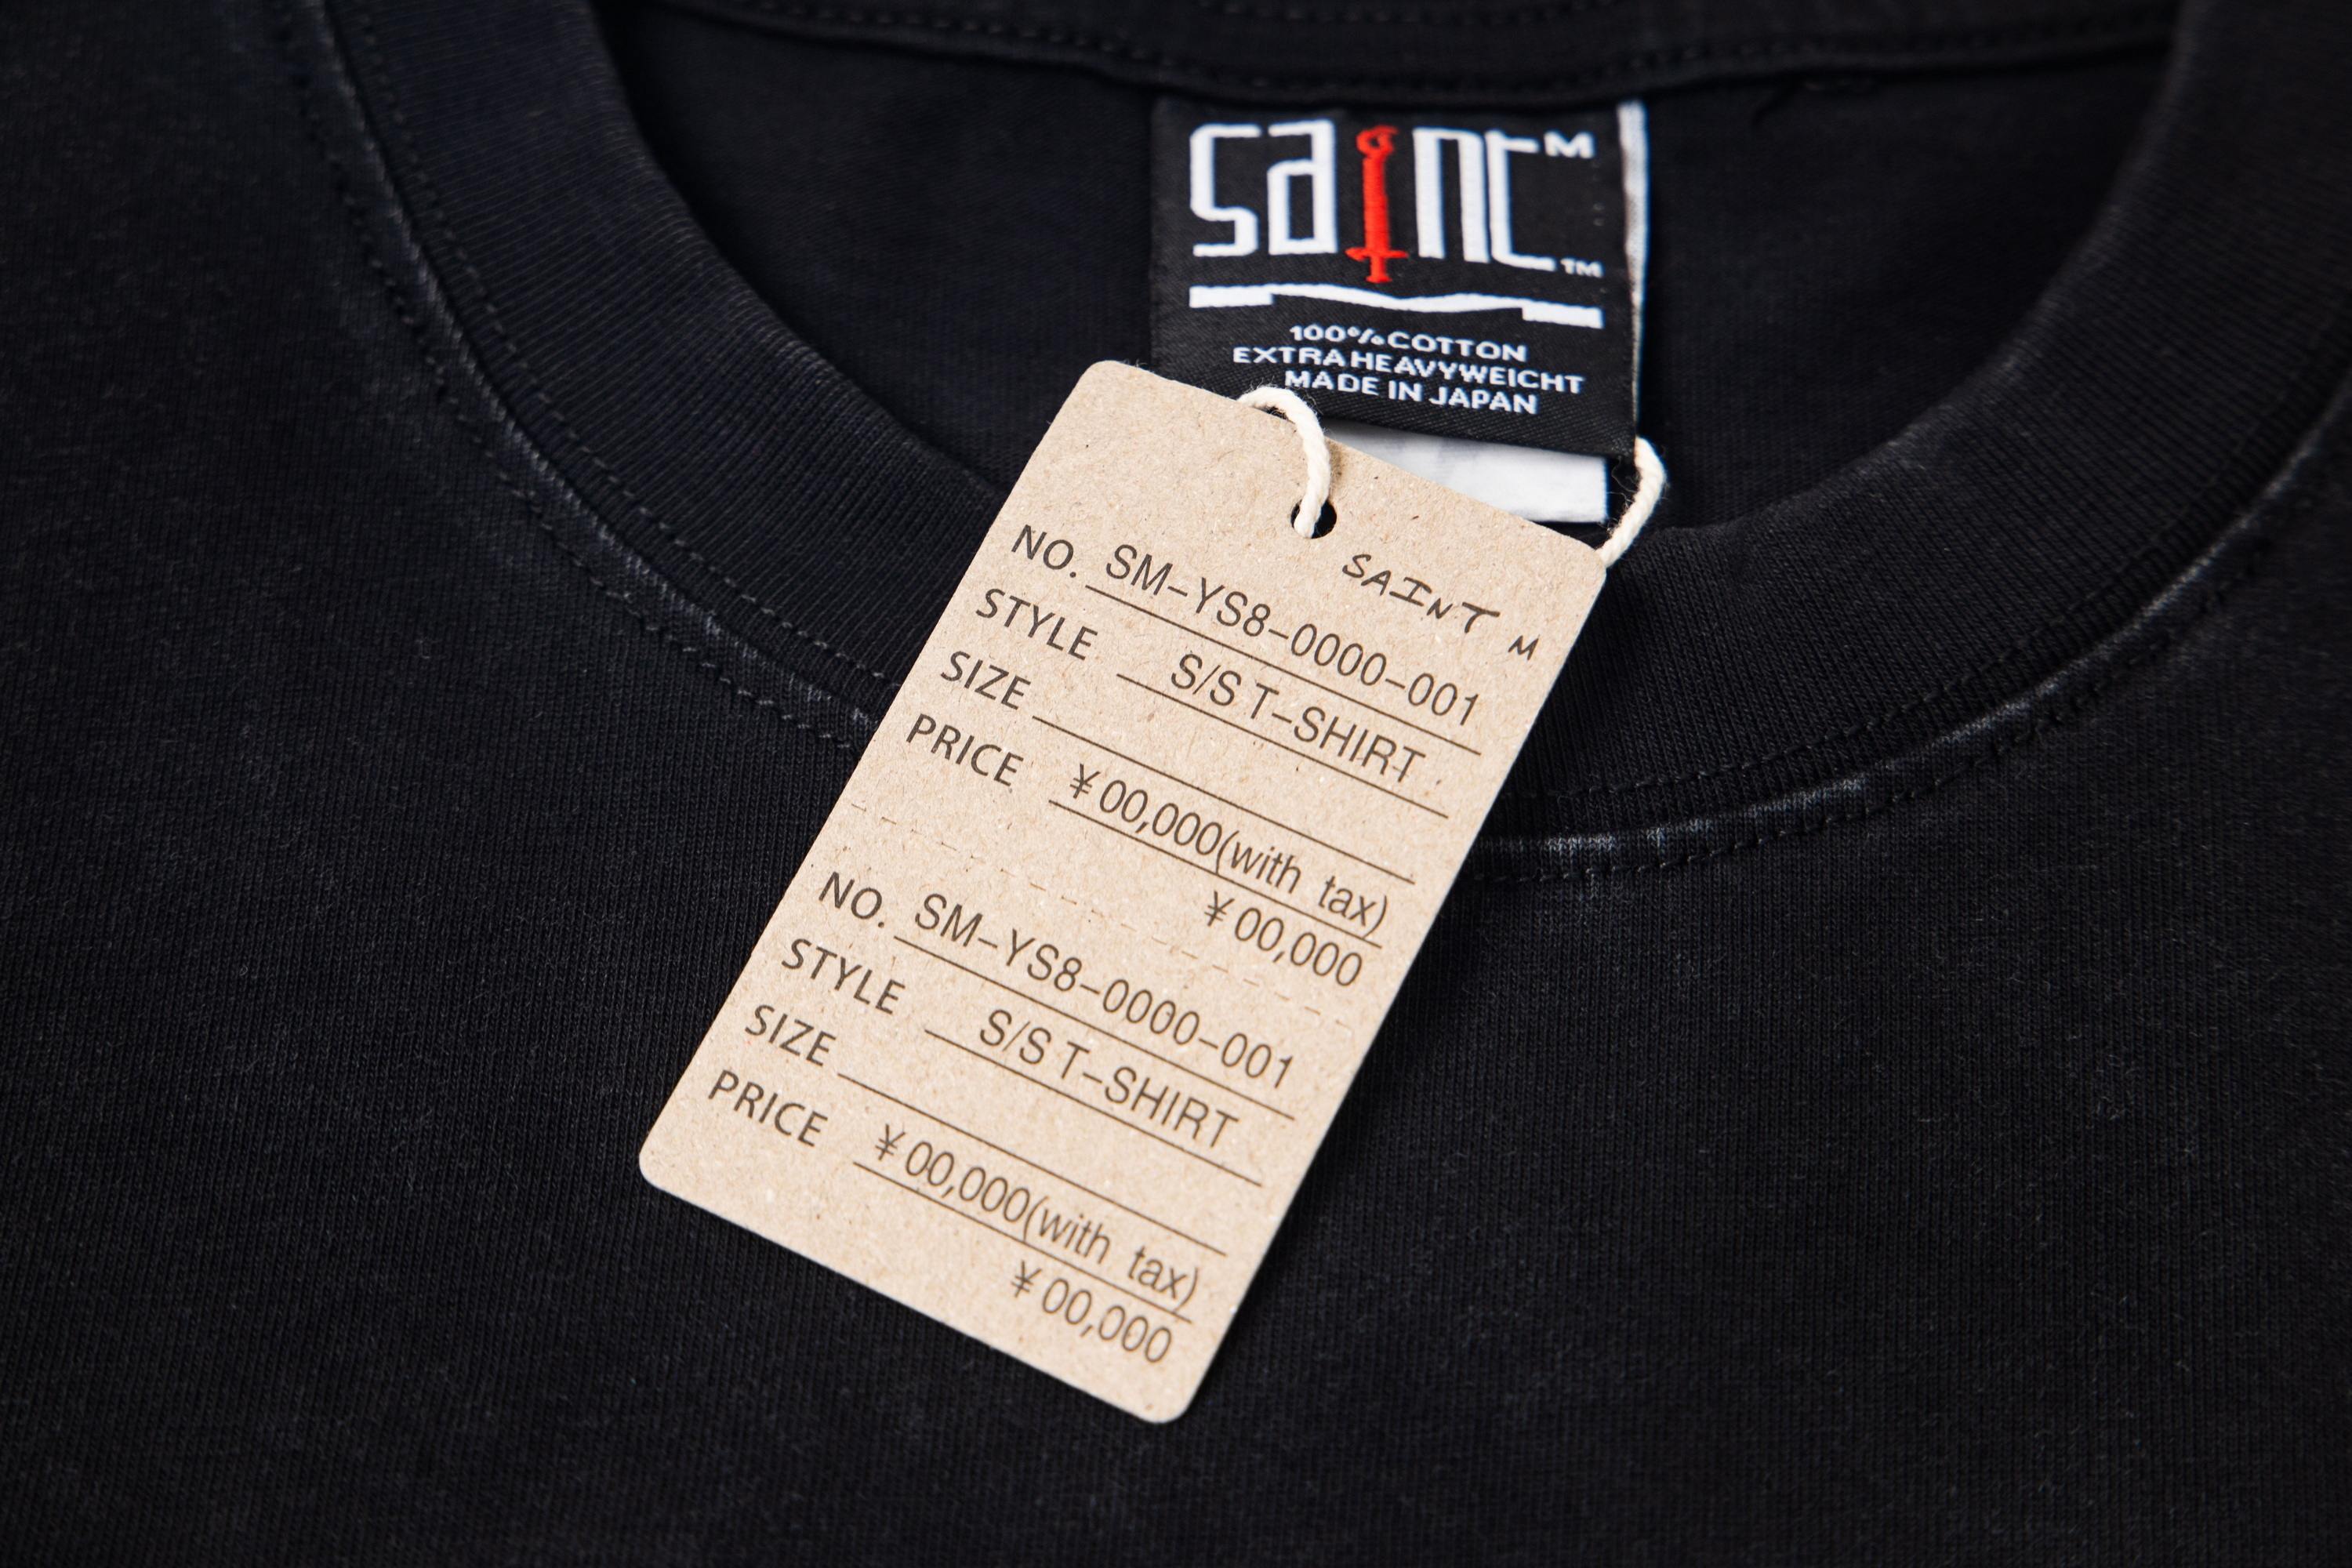 saint M
TM
100%COTTON
EXTRA HEAVYWEIGHT
MADE IN JAPAN
SAINT M
NO. SM-YS8-0000-001
STYLE S/S T-SHIRT
SIZE
PRICE ¥00,000(with tax)
¥00,000
NO. SM-YS8-0000-001
STYLE S/S T-SHIRT
SIZE
PRICE ¥00,000(with tax)
¥00,000